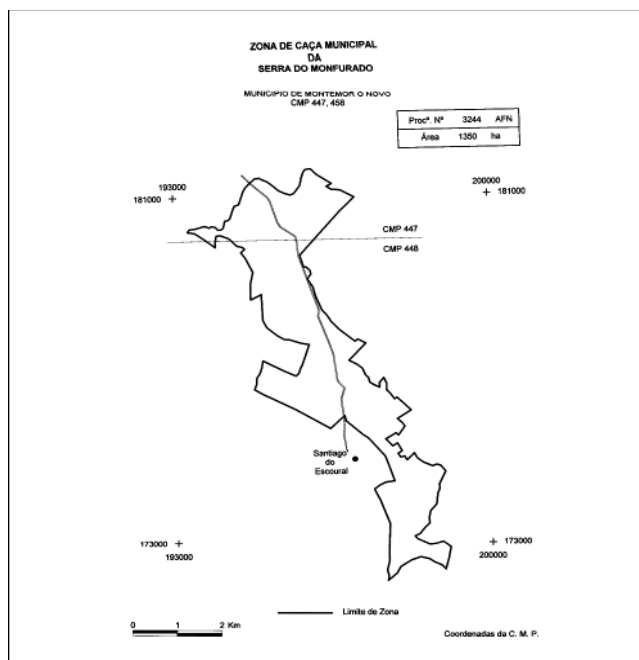 ZONA DE CAÇA MUNICIPAL
DA
SERRA DO MONFURADO
MUNICIPIO DE MONTEMOR O NOVO
CMP 447, 458
Procº. Nº 3244 AFN
Área 1350 ha
193000
181000
200000
181000
CMP 447
CMP 448
Santiago
do
Escoural
173000
193000
173000
200000
0 1 2 Km
Limite de Zona
Coordenadas da C. M. P.